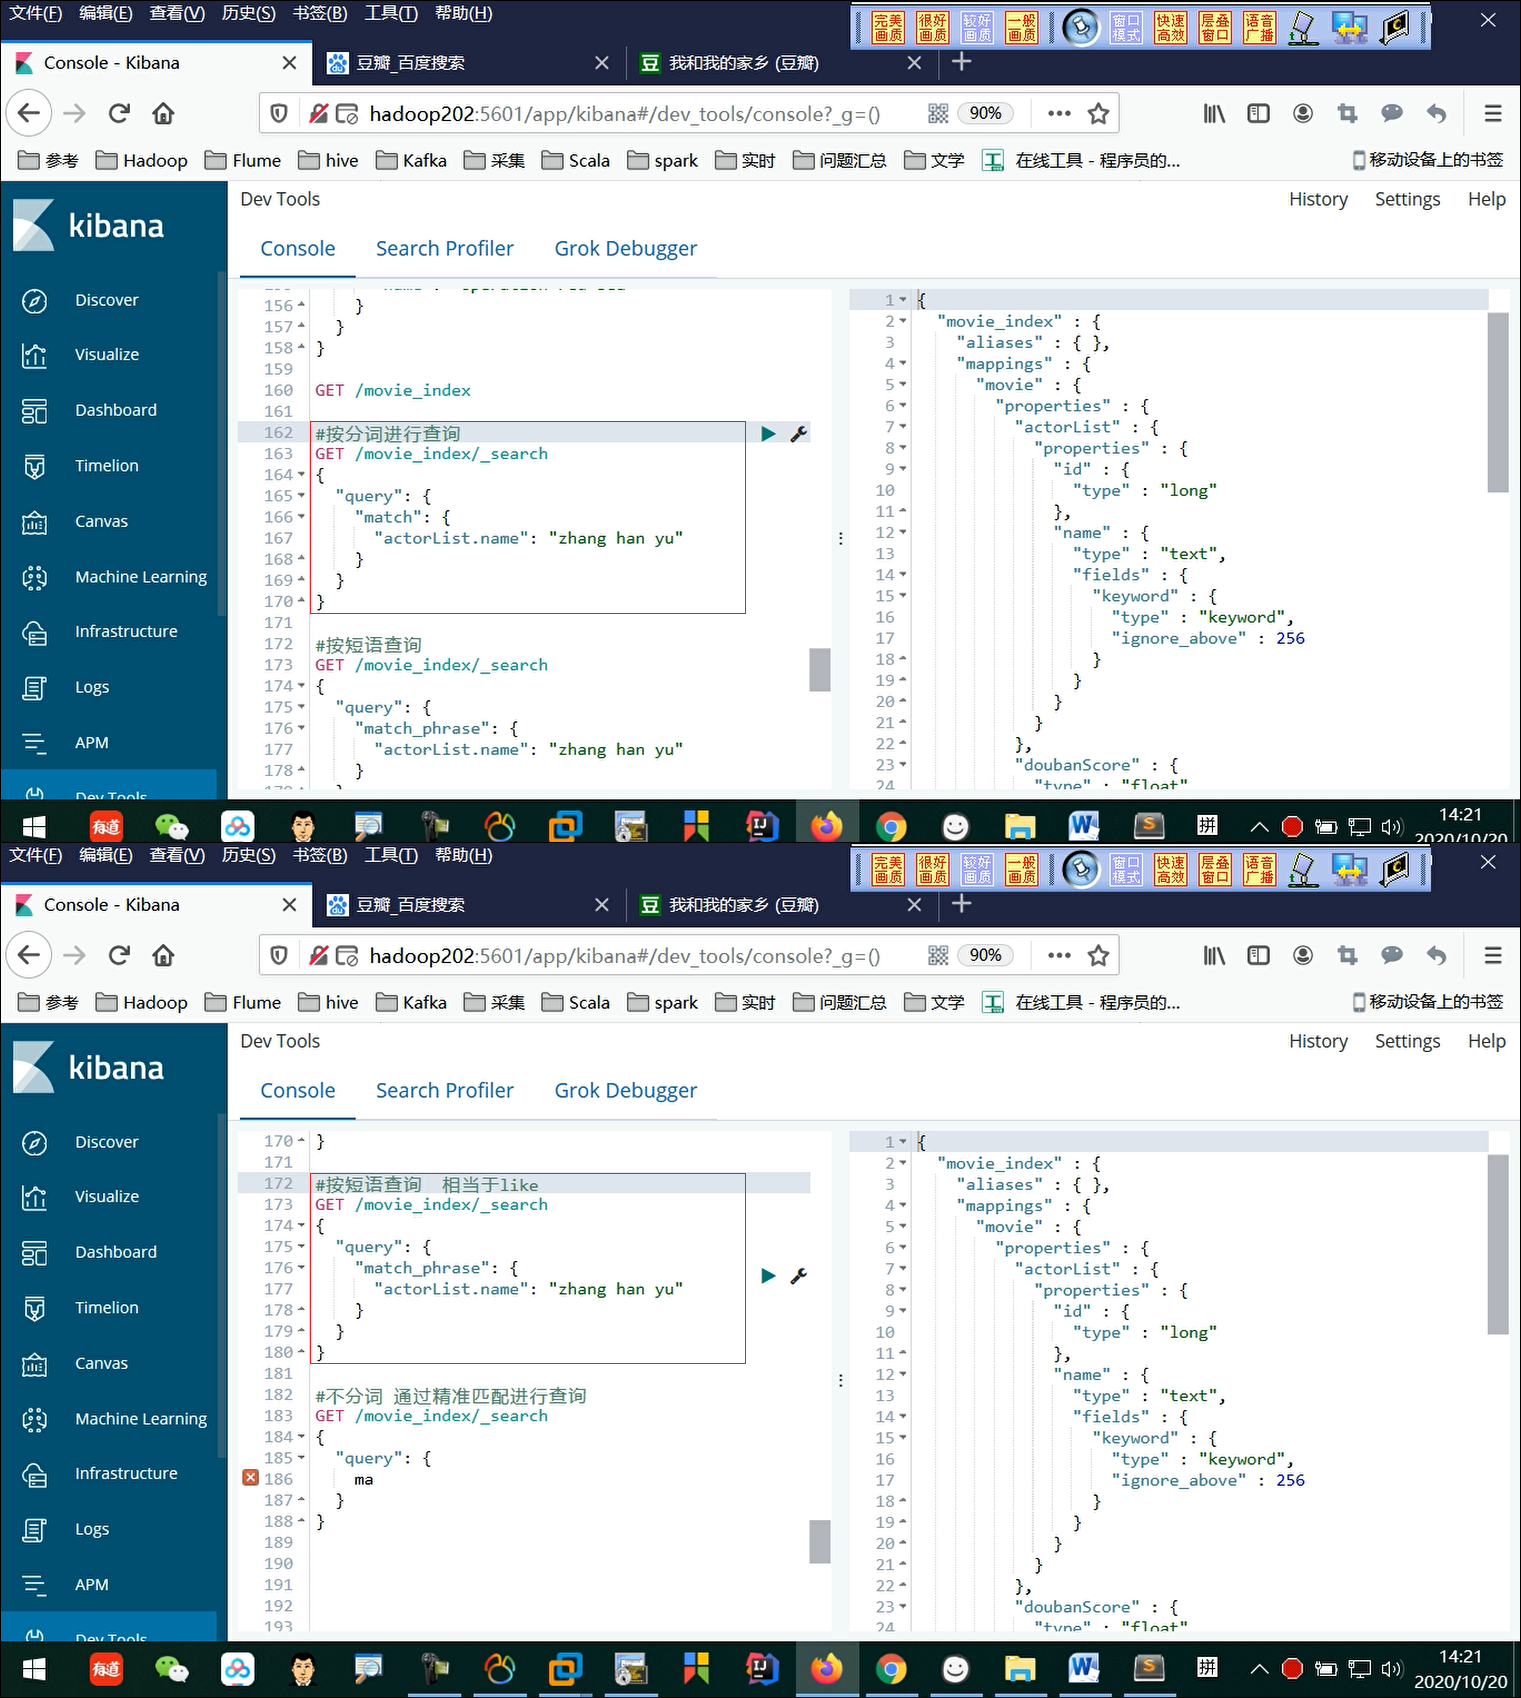 文件(F) 编辑(E) 查看(V) 历史(S) 书签(B) 工具(T) 帮助(H)
完美画质 很好画质 较好画质 一般画质 窗口模式 快速高效 层叠窗口 语音广播
Console - Kibana 豆瓣_百度搜索 我和我的家乡 (豆瓣)
hadoop202:5601/app/kibana#/dev_tools/console?_g=() 90%
参考 Hadoop Flume hive Kafka 采集 Scala spark 实时 问题汇总 文学 在线工具 - 程序员的... 移动设备上的书签
kibana
Discover
Visualize
Dashboard
Timelion
Canvas
Machine Learning
Infrastructure
Logs
APM
Dev Tools
Dev Tools History Settings Help
Console Search Profiler Grok Debugger
156 }
157 }
158 }
159
160 GET /movie_index
161
162 #按分词进行查询
163 GET /movie_index/_search
164 {
165 "query": {
166 "match": {
167 "actorList.name": "zhang han yu"
168 }
169 }
170 }
171
172 #按短语查询
173 GET /movie_index/_search
174 {
175 "query": {
176 "match_phrase": {
177 "actorList.name": "zhang han yu"
178 }
1 {
2 "movie_index" : {
3 "aliases" : { },
4 "mappings" : {
5 "movie" : {
6 "properties" : {
7 "actorList" : {
8 "properties" : {
9 "id" : {
10 "type" : "long"
11 },
12 "name" : {
13 "type" : "text",
14 "fields" : {
15 "keyword" : {
16 "type" : "keyword",
17 "ignore_above" : 256
18 }
19 }
20 }
21 }
22 },
23 "doubanScore" : {
24 "type" : "float"
有道 拼 14:21
2020/10/20
文件(F) 编辑(E) 查看(V) 历史(S) 书签(B) 工具(T) 帮助(H)
完美画质 很好画质 较好画质 一般画质 窗口模式 快速高效 层叠窗口 语音广播
Console - Kibana 豆瓣_百度搜索 我和我的家乡 (豆瓣)
hadoop202:5601/app/kibana#/dev_tools/console?_g=() 90%
参考 Hadoop Flume hive Kafka 采集 Scala spark 实时 问题汇总 文学 在线工具 - 程序员的... 移动设备上的书签
kibana
Discover
Visualize
Dashboard
Timelion
Canvas
Machine Learning
Infrastructure
Logs
APM
Dev Tools
Dev Tools History Settings Help
Console Search Profiler Grok Debugger
170 }
171
172 #按短语查询 相当于like
173 GET /movie_index/_search
174 {
175 "query": {
176 "match_phrase": {
177 "actorList.name": "zhang han yu"
178 }
179 }
180 }
181
182 #不分词 通过精准匹配进行查询
183 GET /movie_index/_search
184 {
185 "query": {
186 ma
187 }
188 }
189
190
191
192
193
1 {
2 "movie_index" : {
3 "aliases" : { },
4 "mappings" : {
5 "movie" : {
6 "properties" : {
7 "actorList" : {
8 "properties" : {
9 "id" : {
10 "type" : "long"
11 },
12 "name" : {
13 "type" : "text",
14 "fields" : {
15 "keyword" : {
16 "type" : "keyword",
17 "ignore_above" : 256
18 }
19 }
20 }
21 }
22 },
23 "doubanScore" : {
24 "type" : "float"
有道 拼 14:21
2020/10/20